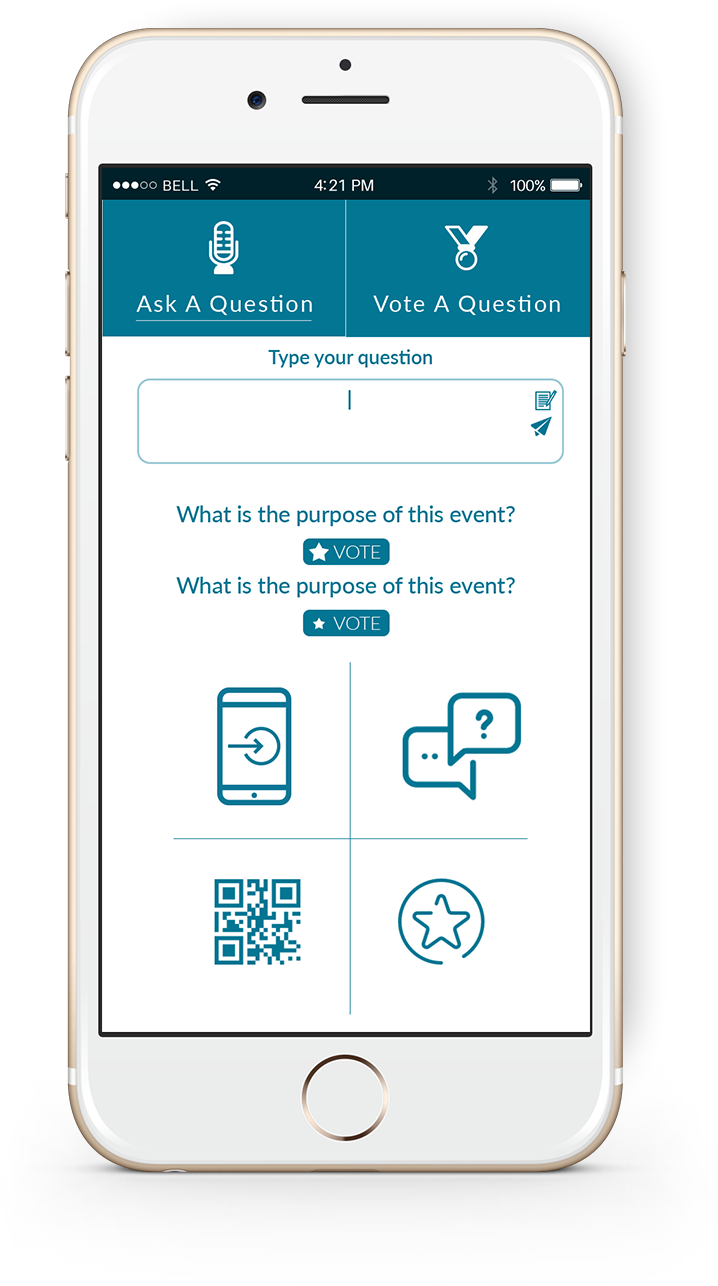 BELL 4:21 PM 100%
Ask A Question Vote A Question
Type your question
What is the purpose of this event?
VOTE
What is the purpose of this event?
VOTE
?